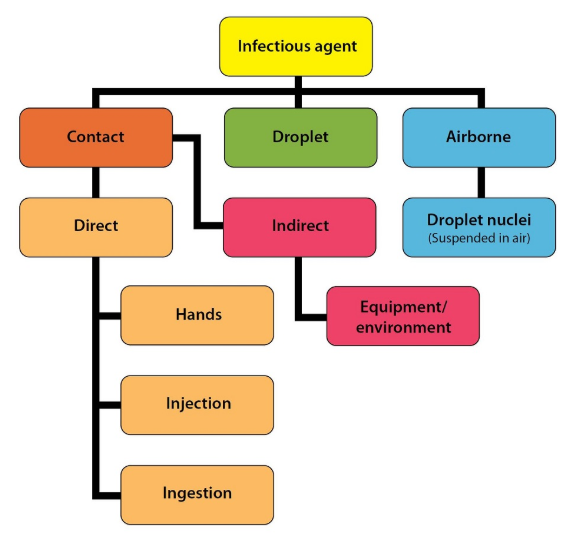 Infectious agent
Contact
Droplet
Airborne
Direct
Indirect
Droplet nuclei
(Suspended in air)
Hands
Equipment/
environment
Injection
Ingestion